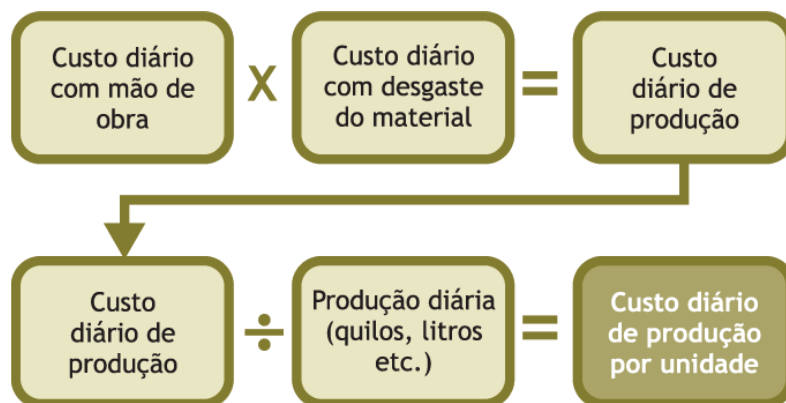 Custo diário
com mão de
obra
X
Custo diário
com desgaste
do material
=
Custo
diário de
produção
Custo
diário de
produção
÷
Produção diária
(quilos, litros
etc.)
=
Custo diário
de produção
por unidade